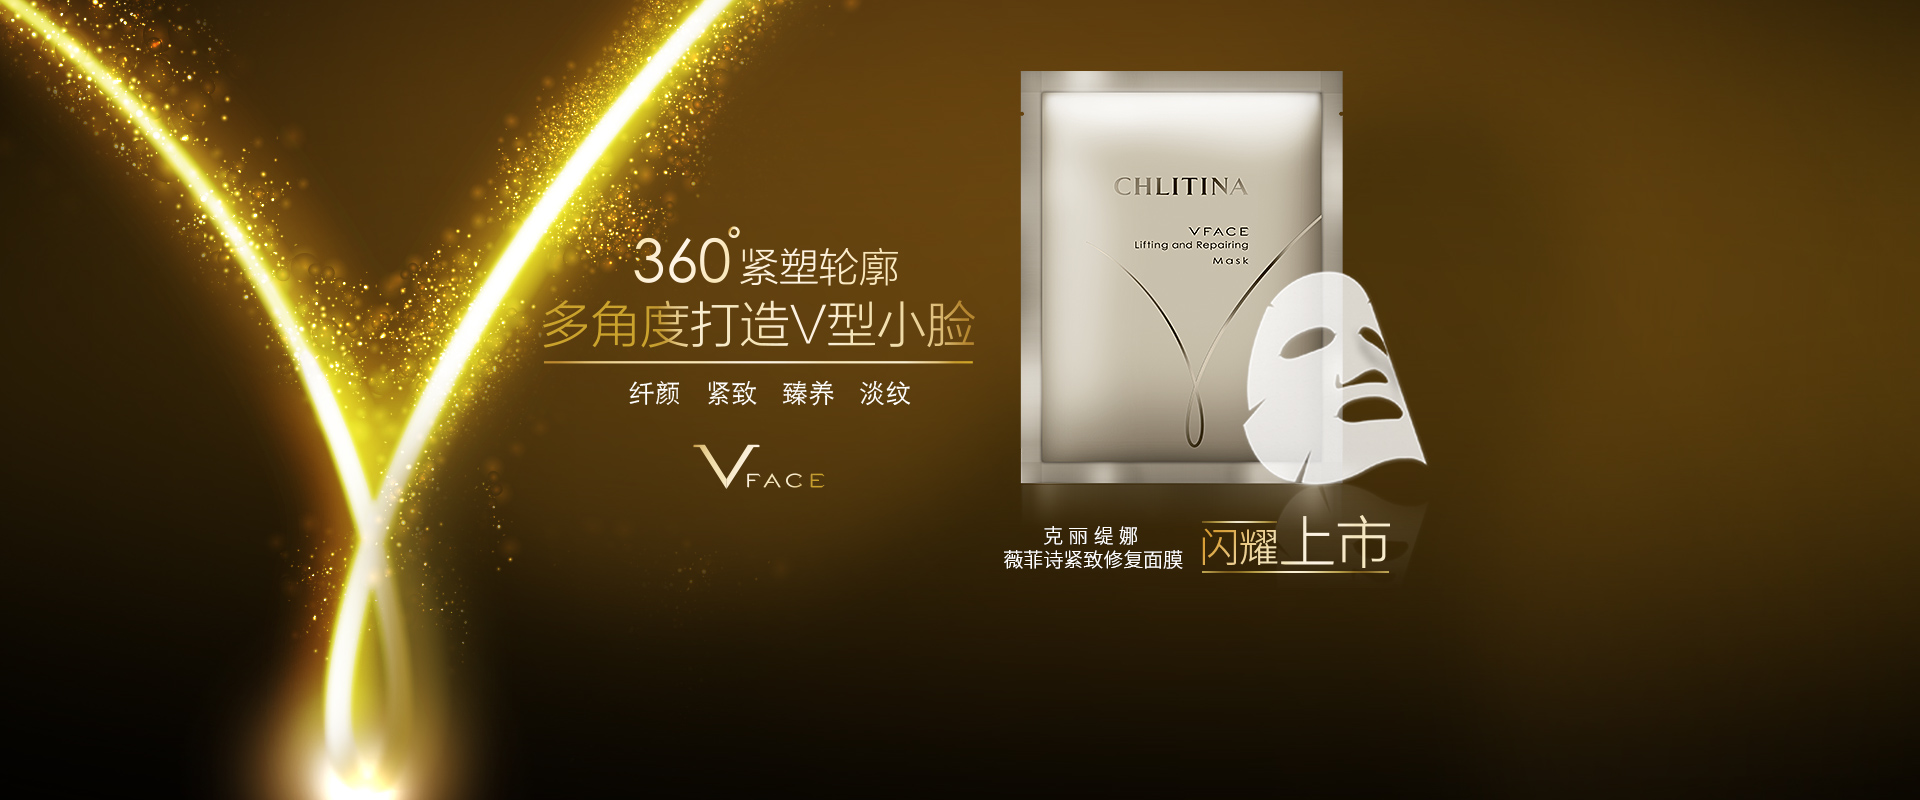 360°紧塑轮廓
多角度打造V型小脸
纤颜 紧致 臻养 淡纹
VFACE
CHLITINA
VFACE
Lifting and Repairing
Mask
克丽缇娜
薇菲诗紧致修复面膜
闪耀上市